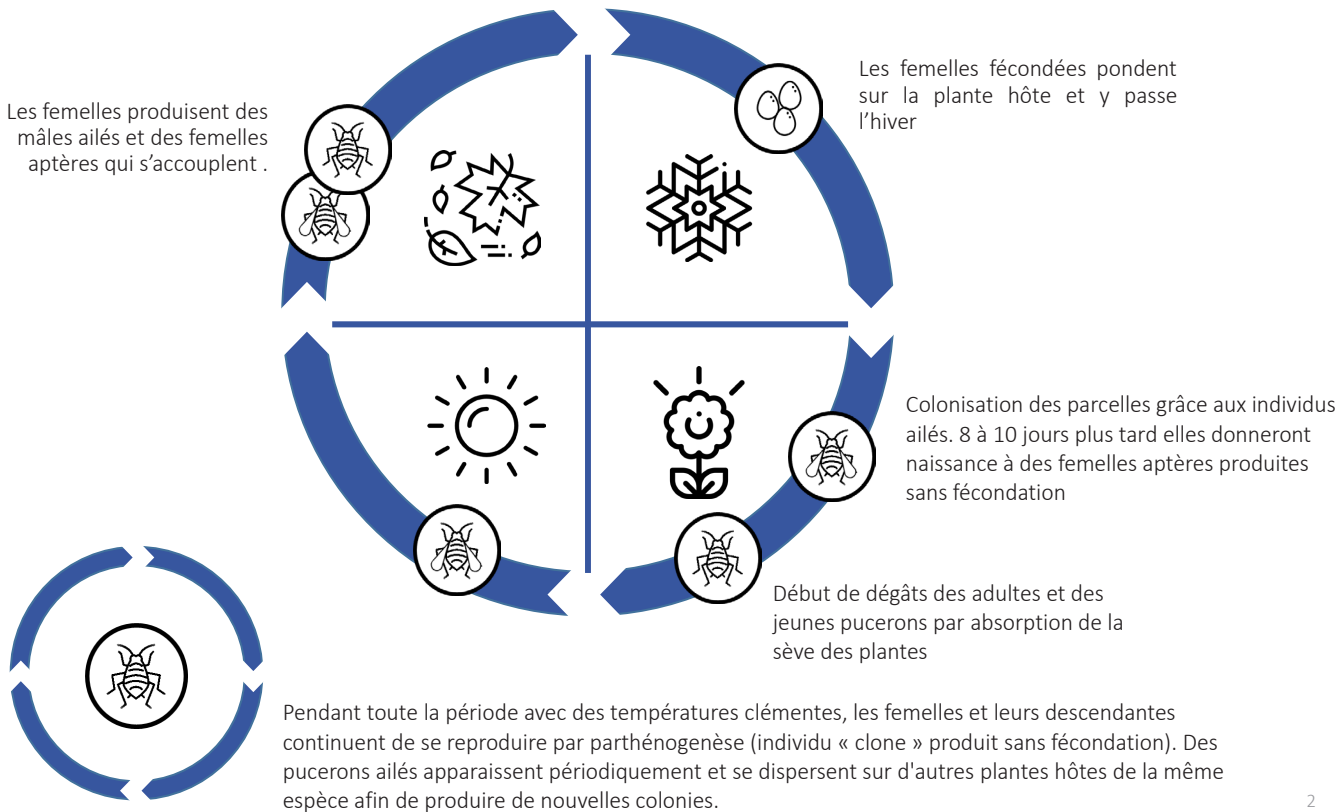 Les femelles produisent des
mâles ailés et des femelles
aptères qui s’accouplent .
Les femelles fécondées pondent
sur la plante hôte et y passe
l’hiver
Colonisation des parcelles grâce aux individus
ailés. 8 à 10 jours plus tard elles donneront
naissance à des femelles aptères produites
sans fécondation
Début de dégâts des adultes et des
jeunes pucerons par absorption de la
sève des plantes
Pendant toute la période avec des températures clémentes, les femelles et leurs descendantes
continuent de se reproduire par parthénogenèse (individu « clone » produit sans fécondation). Des
pucerons ailés apparaissent périodiquement et se dispersent sur d'autres plantes hôtes de la même
espèce afin de produire de nouvelles colonies.
2